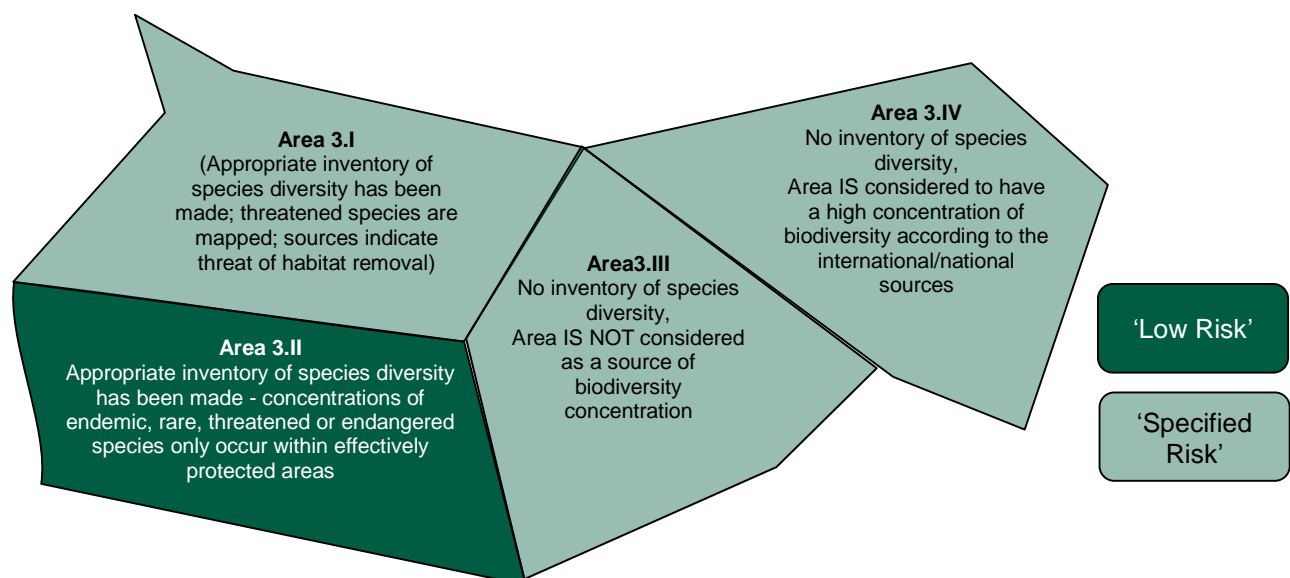 Area 3.I
(Appropriate inventory of
species diversity has been
made; threatened species are
mapped; sources indicate
threat of habitat removal)
Area 3.IV
No inventory of species
diversity,
Area IS considered to have
a high concentration of
biodiversity according to the
international/national
sources
Area3.III
No inventory of species
diversity,
Area IS NOT considered
as a source of
biodiversity
concentration
Area 3.II
Appropriate inventory of species diversity
has been made - concentrations of
endemic, rare, threatened or endangered
species only occur within effectively
protected areas
‘Low Risk’
‘Specified
Risk’